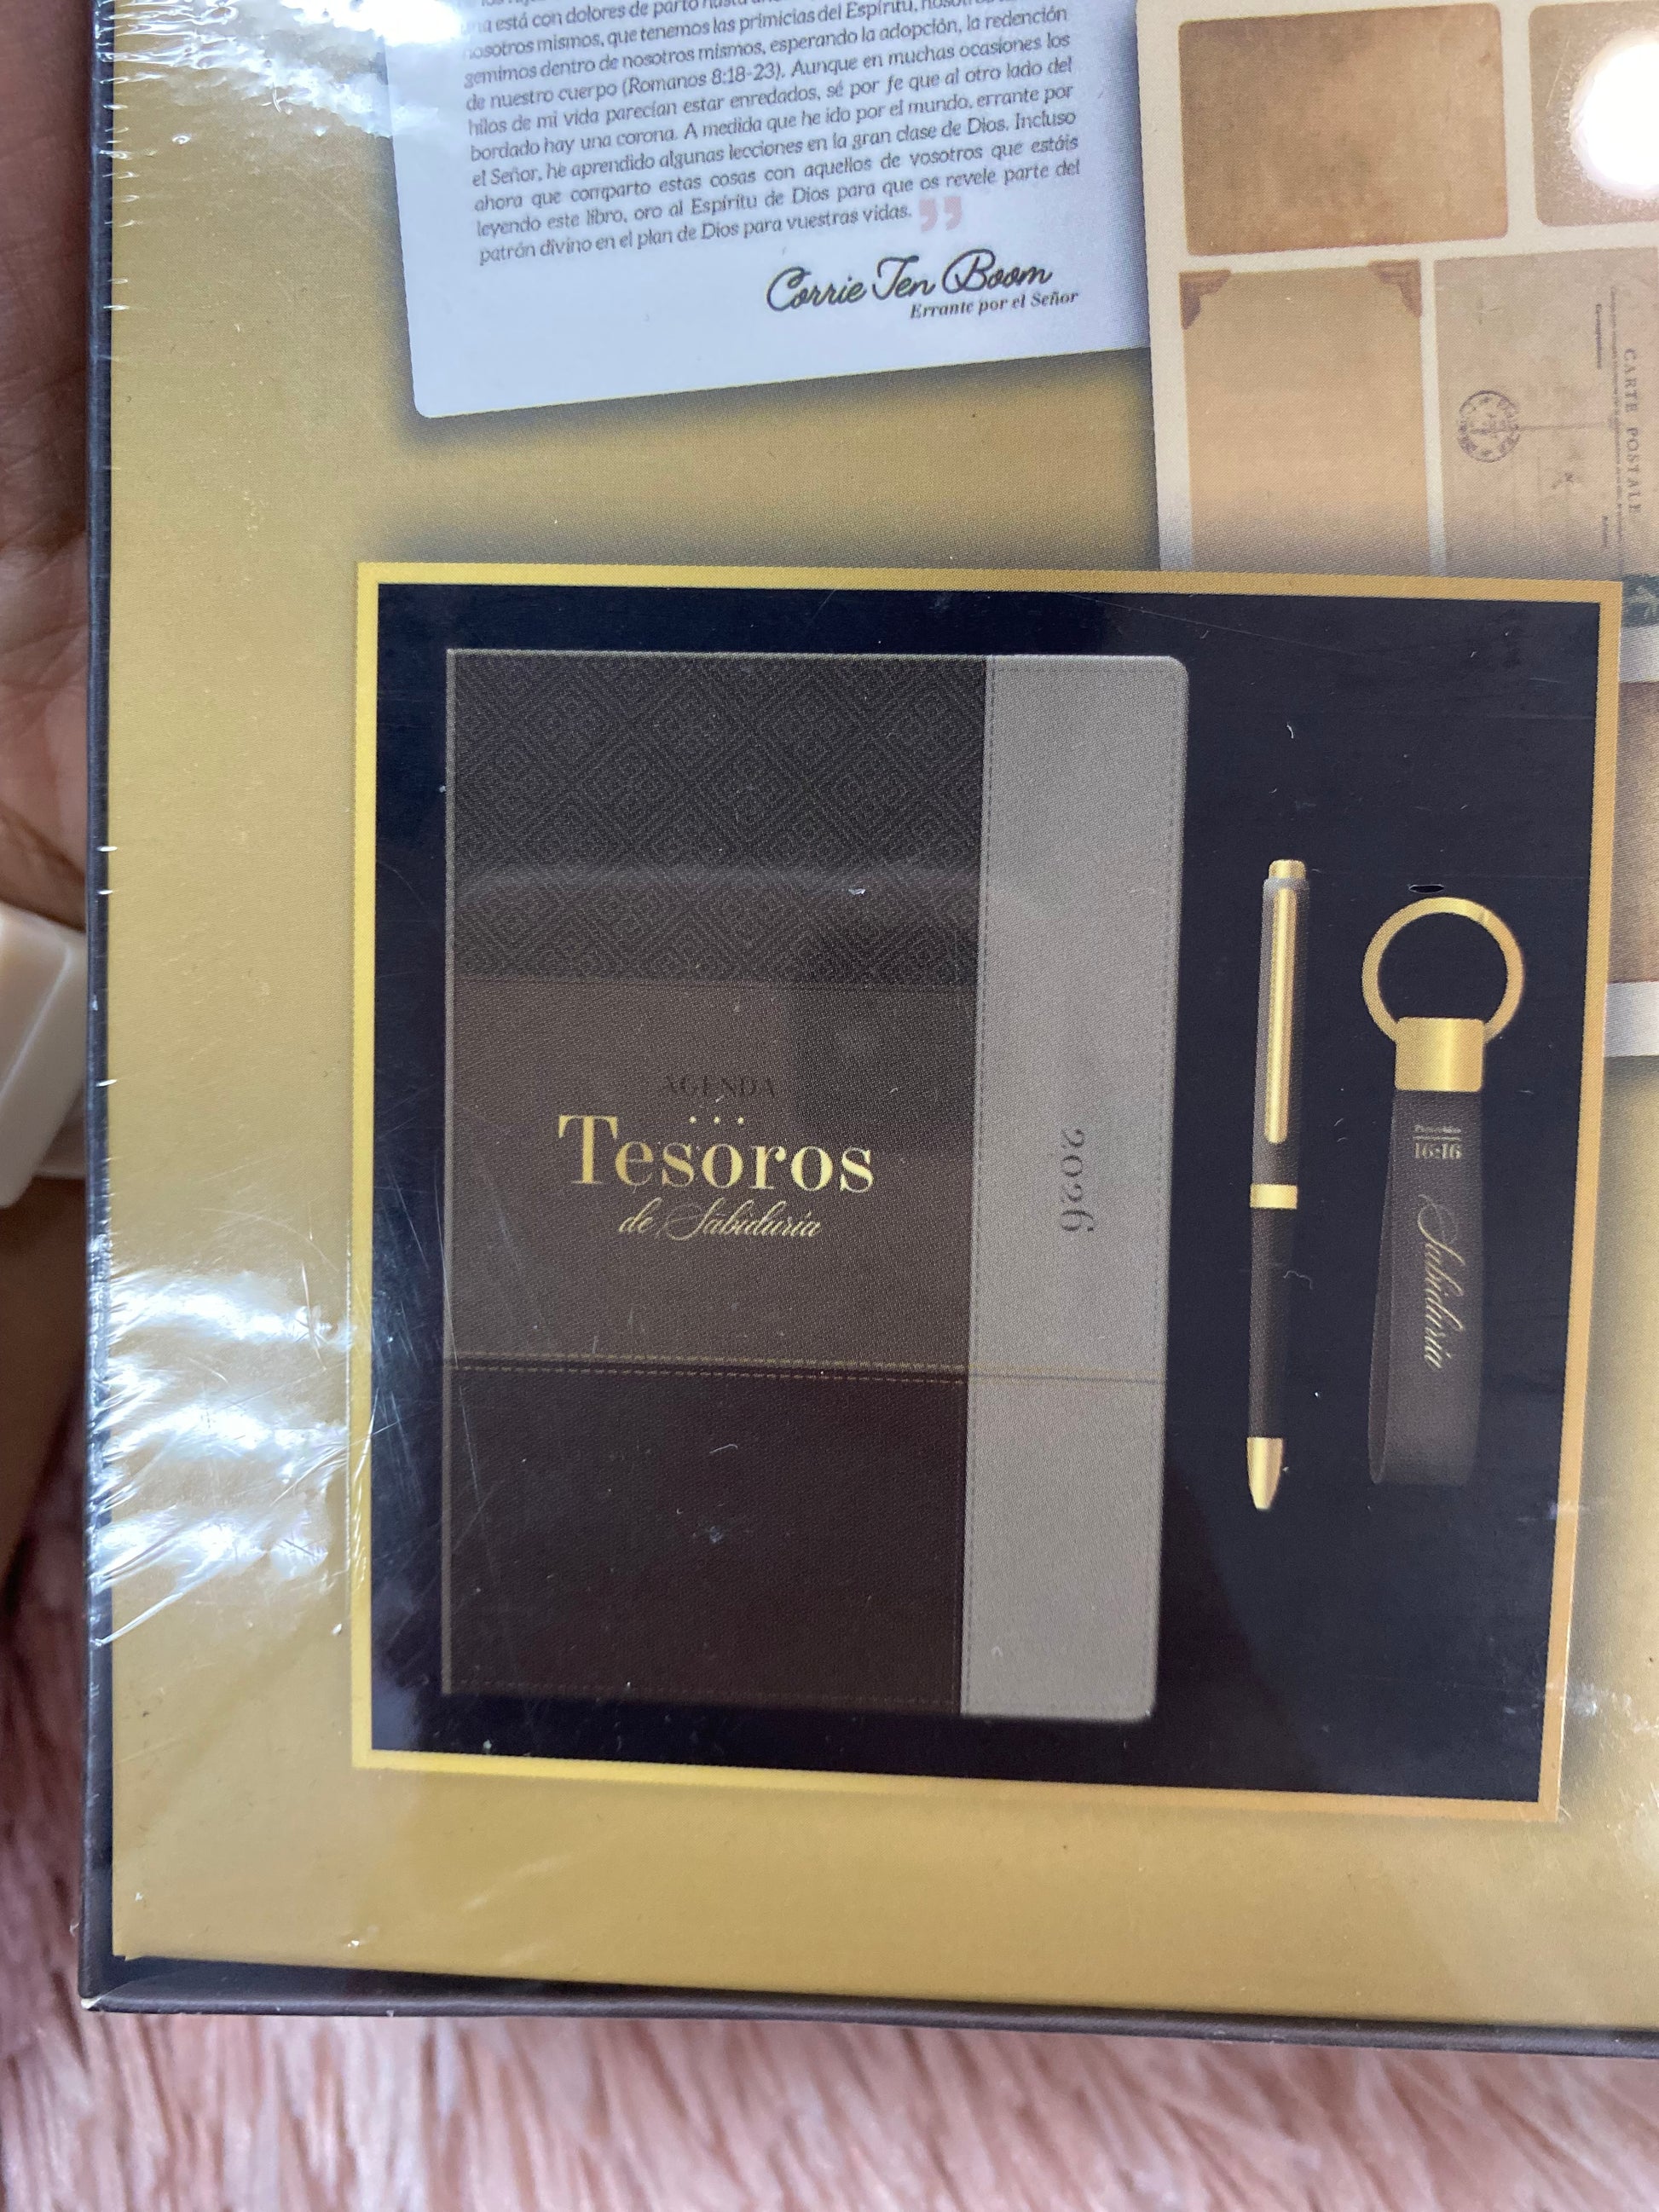 está con dolores de parto
nosotros mismos, que tenemos las primicias del Espíritu,
gemimos dentro de nosotros mismos, esperando la adopción, la redención
de nuestro cuerpo (Romanos 8:18-23). Aunque en muchas ocasiones los
hilos de mi vida parecían estar enredados, sé por fe que al otro lado del
bordado hay una corona. A medida que he ido por el mundo, errante por
el Señor, he aprendido algunas lecciones en la gran clase de Dios. Incluso
ahora que comparto estas cosas con aquellos de vosotros que estáis
leyendo este libro, oro al Espíritu de Dios para que os revele parte del
patrón divino en el plan de Dios para vuestras vidas. ”
Corrie Ten Boom
Errante por el Señor
CARTE POSTALE
AGENDA
Tesoros
de Sabiduría
2026
Proverbios
16:16
Sabiduría